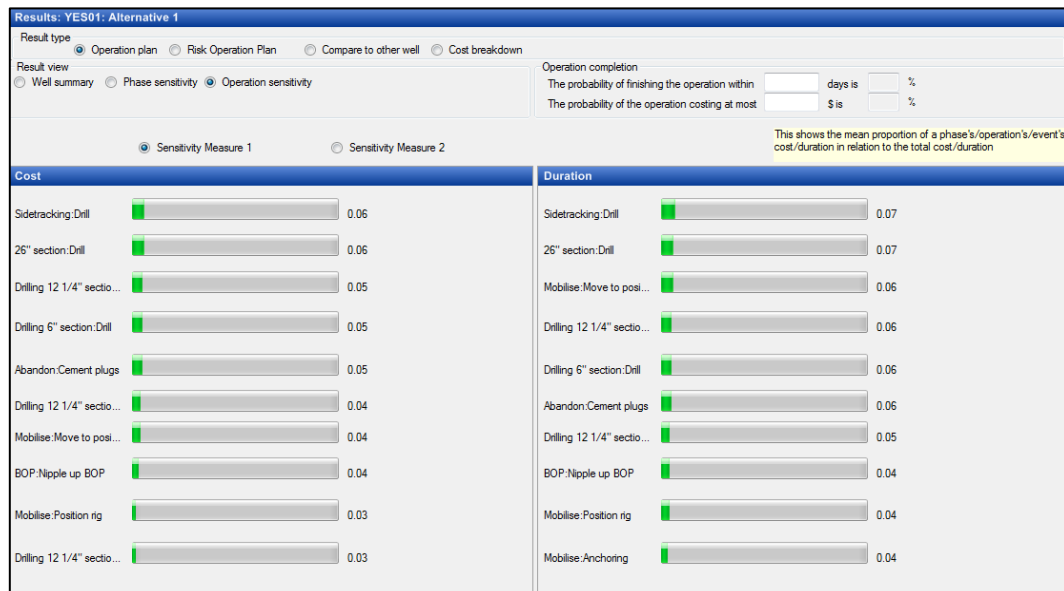 Results: YES01: Alternative 1
Result type
Operation plan Risk Operation Plan Compare to other well Cost breakdown
Result view
Well summary Phase sensitivity Operation sensitivity
Operation completion
The probability of finishing the operation within days is %
The probability of the operation costing at most $ is %
Sensitivity Measure 1 Sensitivity Measure 2
This shows the mean proportion of a phase's/operation's/event's
cost/duration in relation to the total cost/duration
Cost
Sidetracking:Drill 0.06
26" section:Drill 0.06
Drilling 12 1/4" sectio... 0.05
Drilling 6" section:Drill 0.05
Abandon:Cement plugs 0.05
Drilling 12 1/4" sectio... 0.04
Mobilise:Move to posi... 0.04
BOP:Nipple up BOP 0.04
Mobilise:Position rig 0.03
Drilling 12 1/4" sectio... 0.03
Duration
Sidetracking:Drill 0.07
26" section:Drill 0.07
Mobilise:Move to posi... 0.06
Drilling 12 1/4" sectio... 0.06
Drilling 6" section:Drill 0.06
Abandon:Cement plugs 0.06
Drilling 12 1/4" sectio... 0.05
BOP:Nipple up BOP 0.04
Mobilise:Position rig 0.04
Mobilise:Anchoring 0.04